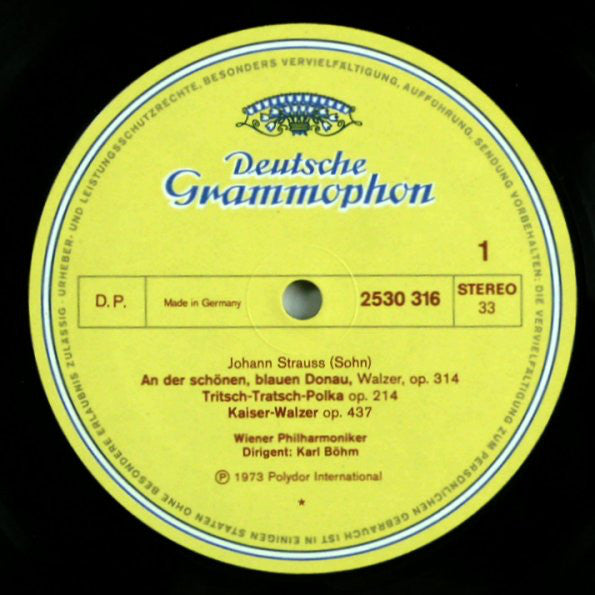 URHEBER- UND LEISTUNGSSCHUTZRECHTE, BESONDERS VERVIELFÄLTIGUNG, AUFFÜHRUNG, SENDUNG VORBEHALTEN; DIE VERVIELFÄLTIGUNG ZUM PERSÖNLICHEN GEBRAUCH IST IN EINIGEN STAATEN OHNE BESONDERE ERLAUBNIS ZULÄSSIG ·
Deutsche
Grammophon
1
D.P.
Made in Germany
2530 316
STEREO
33
Johann Strauss (Sohn)
An der schönen, blauen Donau, Walzer, op. 314
Tritsch-Tratsch-Polka op. 214
Kaiser-Walzer op. 437
Wiener Philharmoniker
Dirigent: Karl Böhm
Ⓟ 1973 Polydor International
*